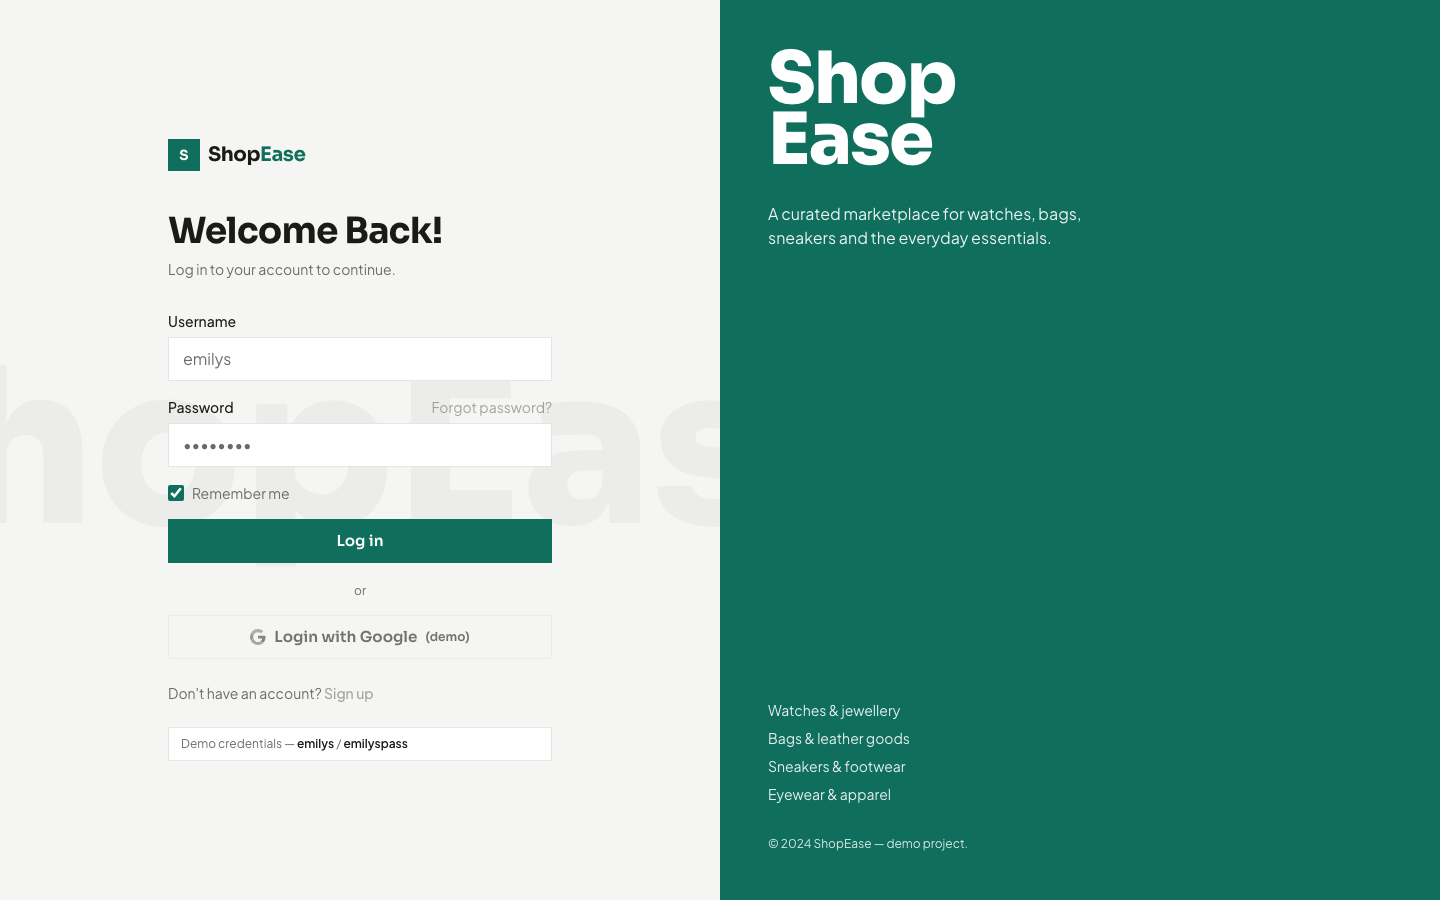 S ShopEase
Welcome Back!
Log in to your account to continue.
Username
emilys
Password Forgot password?
••••••••
Remember me
Log in
or
G Login with Google (demo)
Don't have an account? Sign up
Demo credentials — emilys / emilyspass
hopEas
Shop
Ease
A curated marketplace for watches, bags,
sneakers and the everyday essentials.
Watches & jewellery
Bags & leather goods
Sneakers & footwear
Eyewear & apparel
© 2024 ShopEase — demo project.